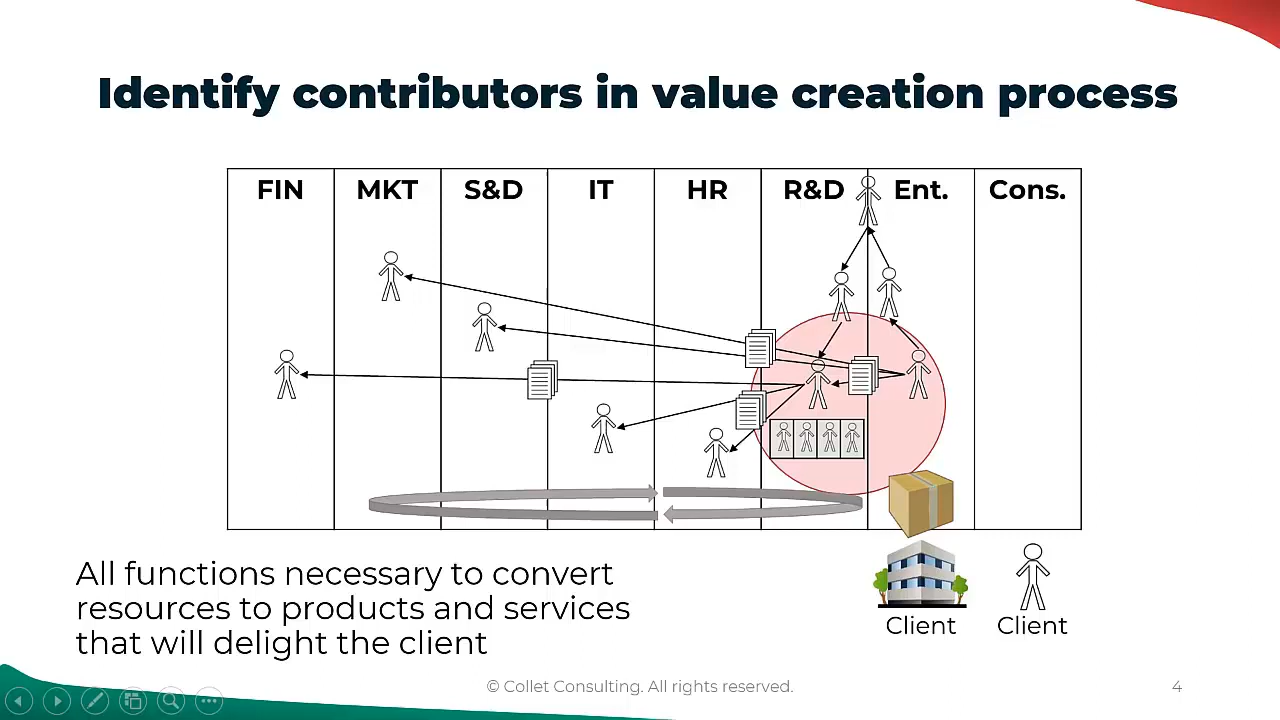 Identify contributors in value creation process
FIN MKT S&D IT HR R&D Ent. Cons.
All functions necessary to convert
resources to products and services
that will delight the client
Client Client
© Collet Consulting. All rights reserved.
4